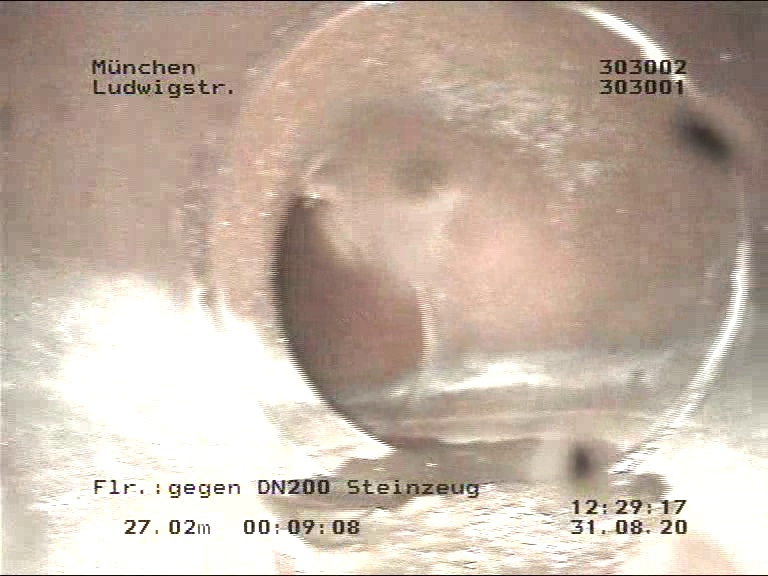 München 303002
Ludwigstr. 303001
Flr.:gegen DN200 Steinzeug
12:29:17
27.02m 00:09:08 31.08.20